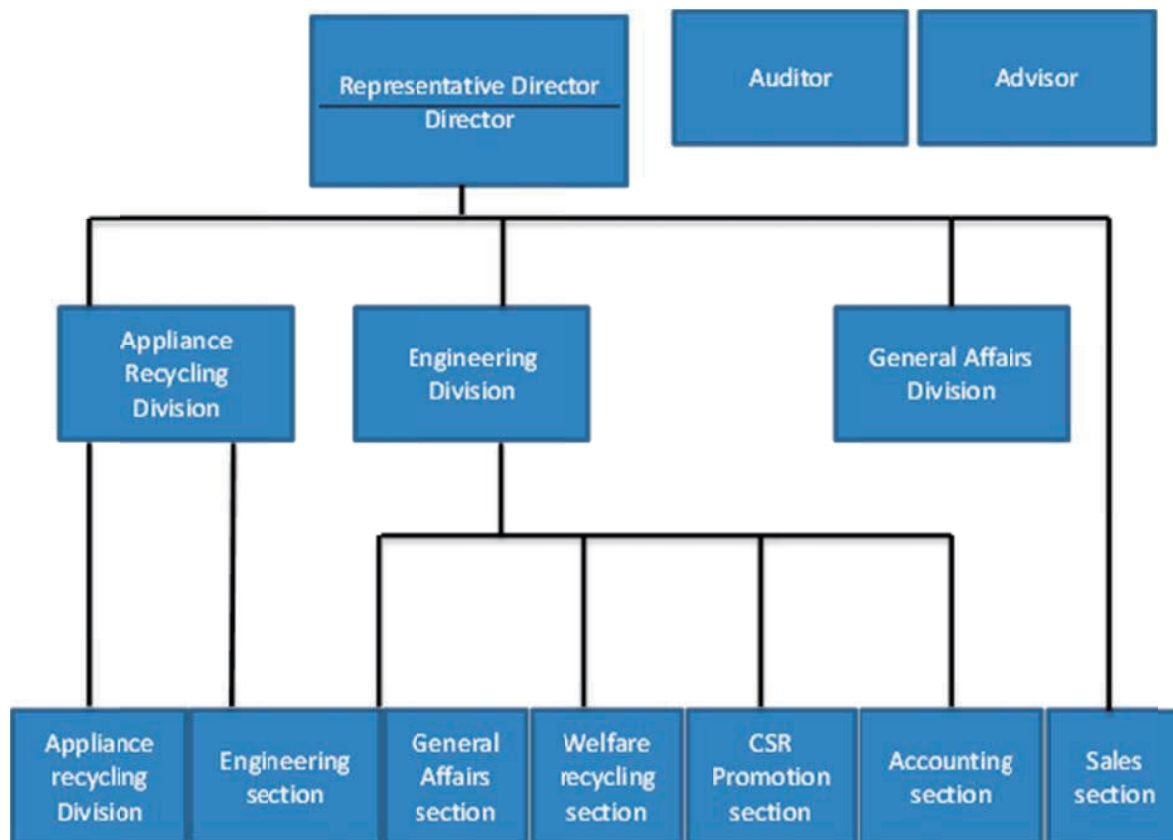 Representative Director
Director
Auditor
Advisor
Appliance
Recycling
Division
Engineering
Division
General Affairs
Division
Appliance
recycling
Division
Engineering
section
General
Affairs
section
Welfare
recycling
section
CSR
Promotion
section
Accounting
section
Sales
section